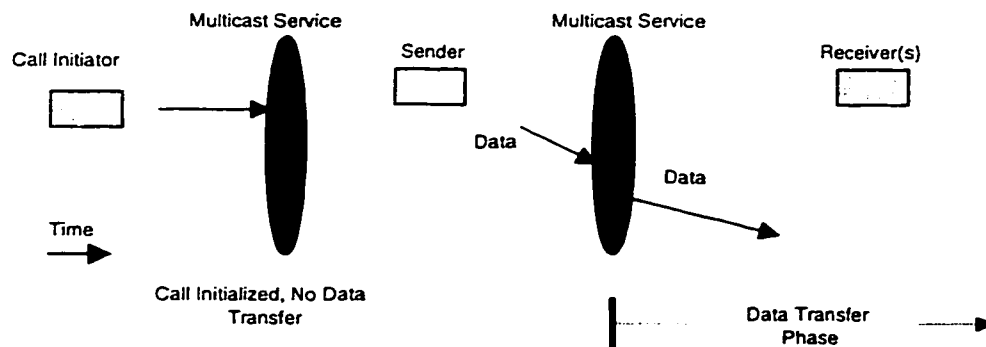 Multicast Service
Multicast Service
Call Initiator
Sender
Receiver(s)
Data
Data
Time
Call Initialized, No Data
Transfer
Data Transfer
Phase